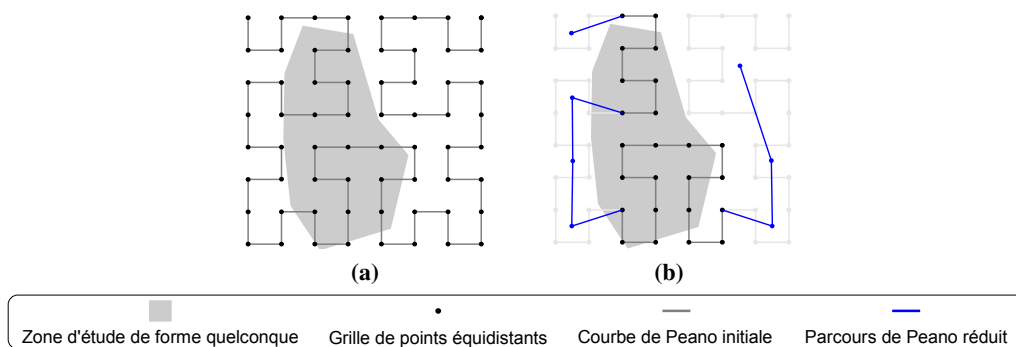 (a) (b)
Zone d'étude de forme quelconque Grille de points équidistants Courbe de Peano initiale Parcours de Peano réduit